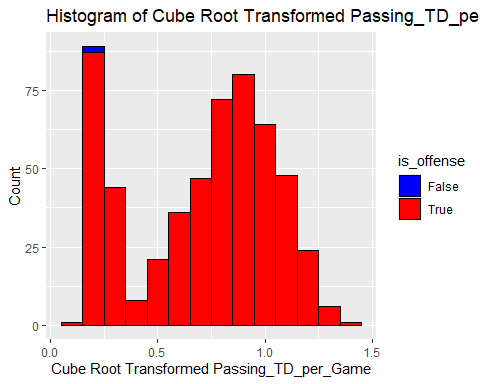 Histogram of Cube Root Transformed Passing_TD_pe
Count
75
50
25
0
0.0
0.5
1.0
1.5
Cube Root Transformed Passing_TD_per_Game
is_offense
False
True